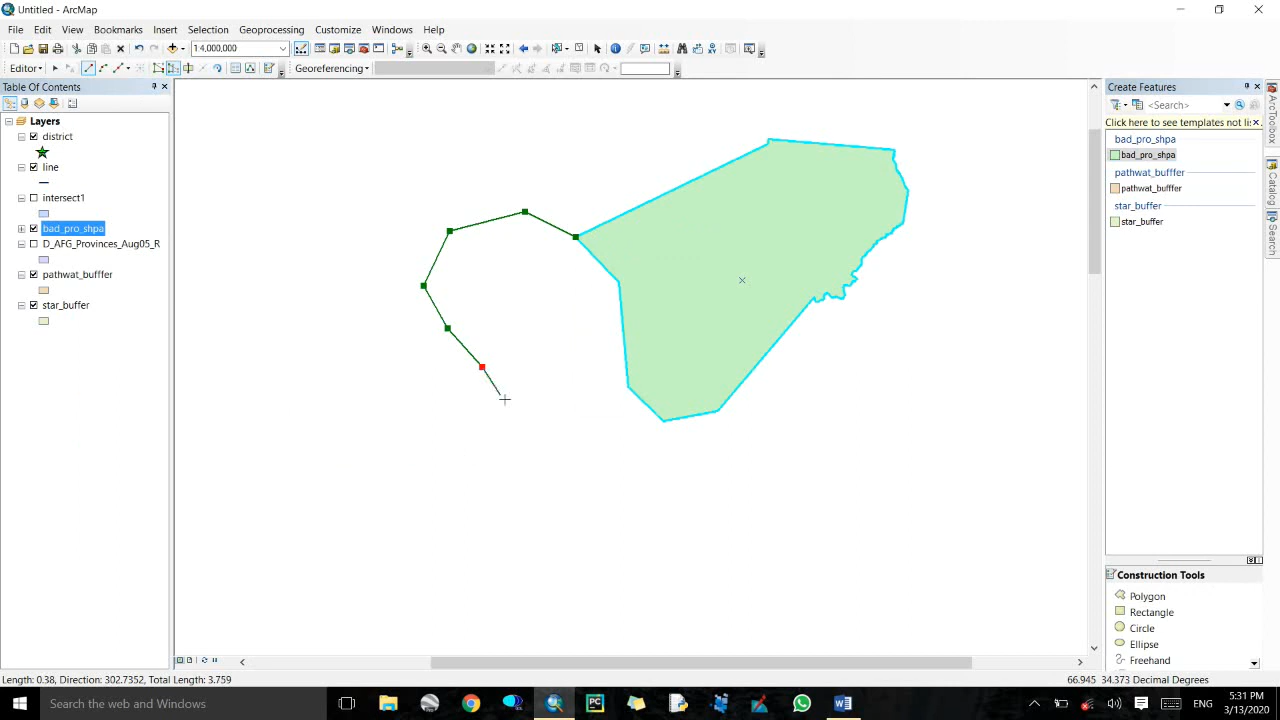 Untitled - ArcMap
File Edit View Bookmarks Insert Selection Geoprocessing Customize Windows Help
1:4,000,000
Editor Georeferencing
Table Of Contents
Layers
district
line
intersect1
bad_pro_shpa
D_AFG_Provinces_Aug05_R
pathwat_bufffer
star_buffer
Create Features
<Search>
Click here to see templates not li
bad_pro_shpa
bad_pro_shpa
pathwat_bufffer
pathwat_bufffer
star_buffer
star_buffer
Construction Tools
Polygon
Rectangle
Circle
Ellipse
Freehand
ArcToolbox
Catalog
Search
Length: 0.38, Direction: 302.7352, Total Length: 3.759
66.945 34.373 Decimal Degrees
Search the web and Windows
ENG
5:31 PM
3/13/2020